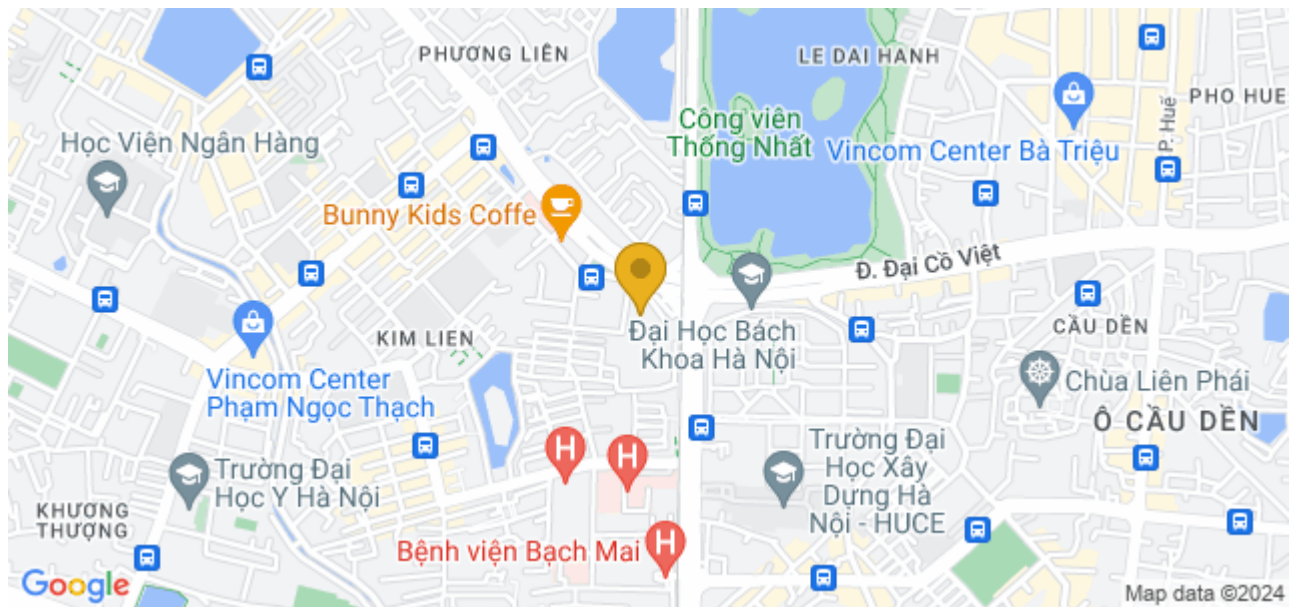 PHƯƠNG LIÊN
LE DAI HANH
PHO HUE
P. Huế
Học Viện Ngân Hàng
Công viên
Thống Nhất
Vincom Center Bà Triệu
Bunny Kids Coffe
Đ. Đại Cồ Việt
KIM LIEN
Đại Học Bách
Khoa Hà Nội
CẦU DỀN
Vincom Center
Phạm Ngọc Thạch
Chùa Liên Phái
Ô CẦU DỀN
Trường Đại
Học Y Hà Nội
H
H
Trường Đại
Học Xây
Dựng Hà
Nội - HUCE
KHƯƠNG
THƯỢNG
Bệnh viện Bạch Mai
H
Google
Map data ©2024